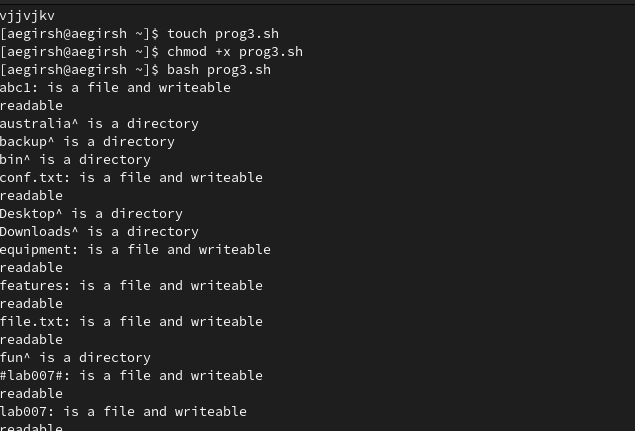 vjjvjkv
[aegirsh@aegirsh ~]$ touch prog3.sh
[aegirsh@aegirsh ~]$ chmod +x prog3.sh
[aegirsh@aegirsh ~]$ bash prog3.sh
abc1: is a file and writeable
readable
australia^ is a directory
backup^ is a directory
bin^ is a directory
conf.txt: is a file and writeable
readable
Desktop^ is a directory
Downloads^ is a directory
equipment: is a file and writeable
readable
features: is a file and writeable
readable
file.txt: is a file and writeable
readable
fun^ is a directory
#lab007#: is a file and writeable
readable
lab007: is a file and writeable
readable